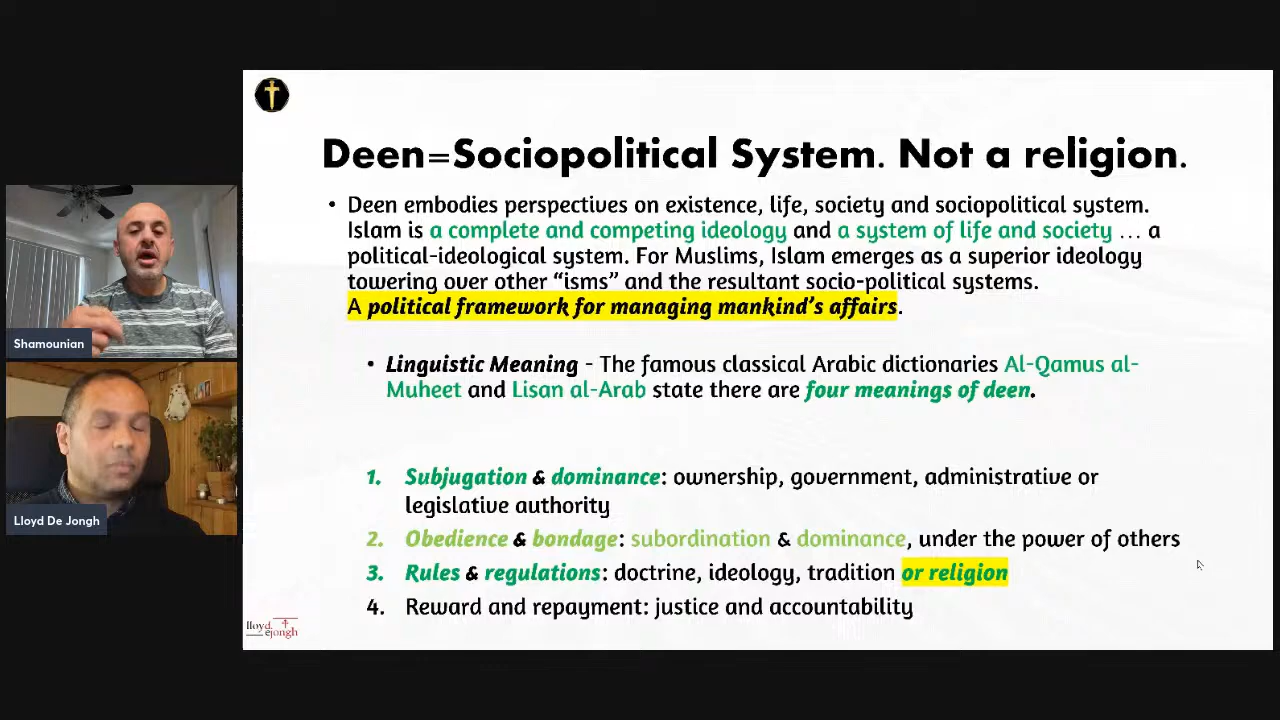 Deen=Sociopolitical System. Not a religion.
• Deen embodies perspectives on existence, life, society and sociopolitical system.
Islam is a complete and competing ideology and a system of life and society ... a
political-ideological system. For Muslims, Islam emerges as a superior ideology
towering over other “isms” and the resultant socio-political systems.
A political framework for managing mankind’s affairs.
• Linguistic Meaning - The famous classical Arabic dictionaries Al-Qamus al-
Muheet and Lisan al-Arab state there are four meanings of deen.
1. Subjugation & dominance: ownership, government, administrative or
legislative authority
2. Obedience & bondage: subordination & dominance, under the power of others
3. Rules & regulations: doctrine, ideology, tradition or religion
4. Reward and repayment: justice and accountability
Shamounian
Lloyd De Jongh
lloyd
ejongh